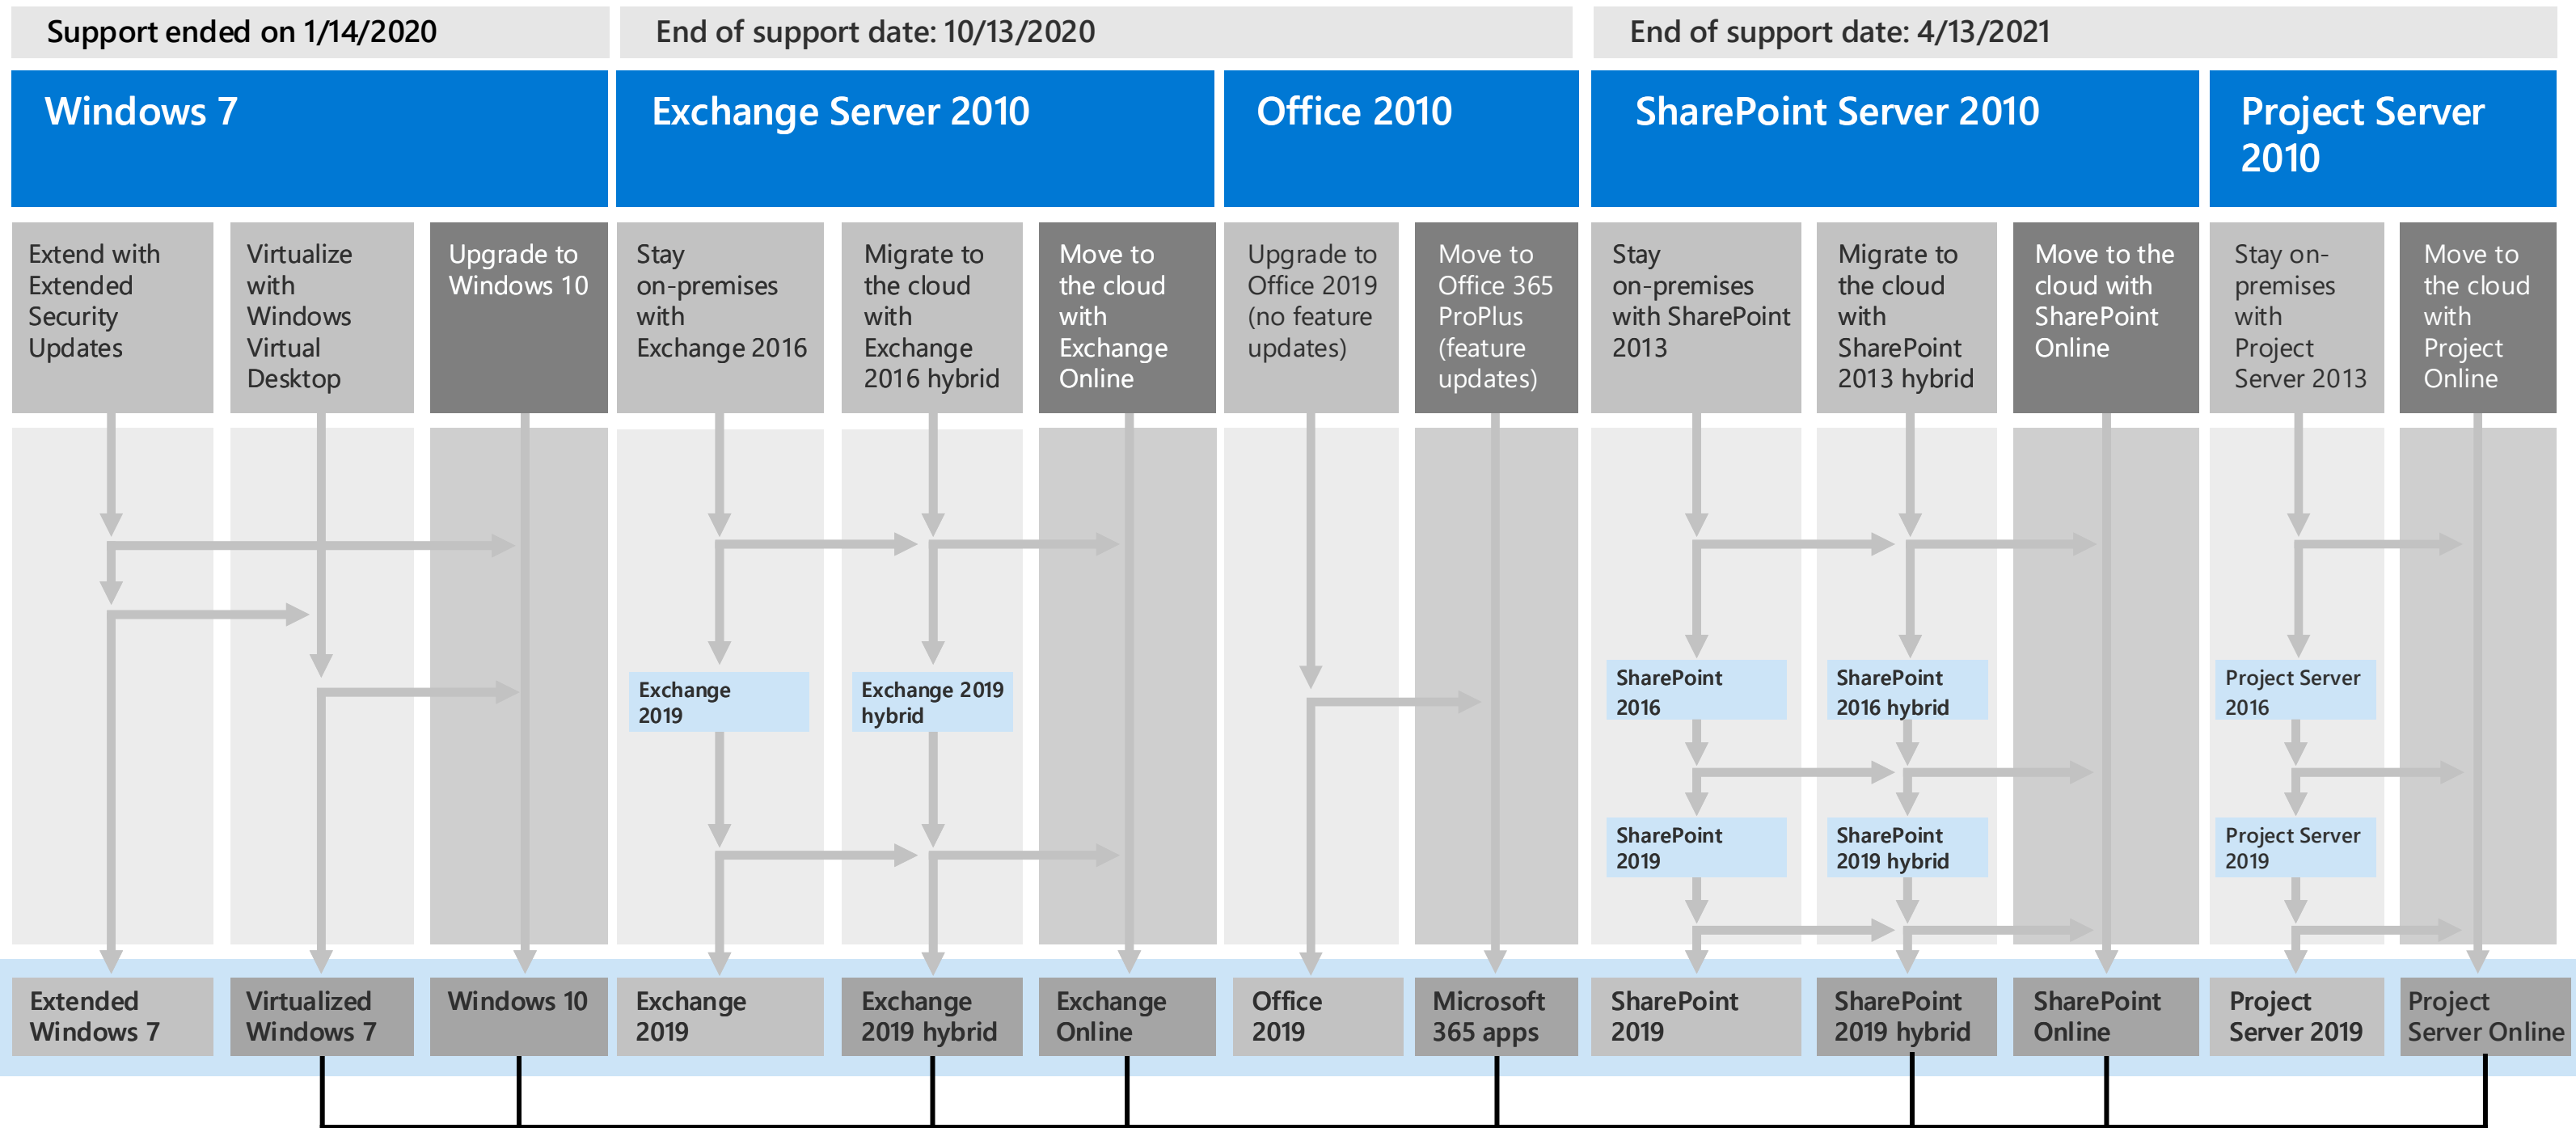 Support ended on 1/14/2020
End of support date: 10/13/2020
End of support date: 4/13/2021
Windows 7
Exchange Server 2010
Office 2010
SharePoint Server 2010
Project Server
2010
Extend with
Extended
Security
Updates
Virtualize
with
Windows
Virtual
Desktop
Upgrade to
Windows 10
Stay
on-premises
with
Exchange 2016
Migrate to
the cloud
with
Exchange
2016 hybrid
Move to
the cloud
with
Exchange
Online
Upgrade to
Office 2019
(no feature
updates)
Move to
Office 365
ProPlus
(feature
updates)
Stay
on-premises
with SharePoint
2013
Migrate to
the cloud
with
SharePoint
2013 hybrid
Move to the
cloud with
SharePoint
Online
Stay on-
premises
with
Project
Server 2013
Move to
the cloud
with
Project
Online
Exchange
2019
Exchange 2019
hybrid
SharePoint
2016
SharePoint
2016 hybrid
Project Server
2016
SharePoint
2019
SharePoint
2019 hybrid
Project Server
2019
Extended
Windows 7
Virtualized
Windows 7
Windows 10
Exchange
2019
Exchange
2019 hybrid
Exchange
Online
Office
2019
Microsoft
365 apps
SharePoint
2019
SharePoint
2019 hybrid
SharePoint
Online
Project
Server 2019
Project
Server Online